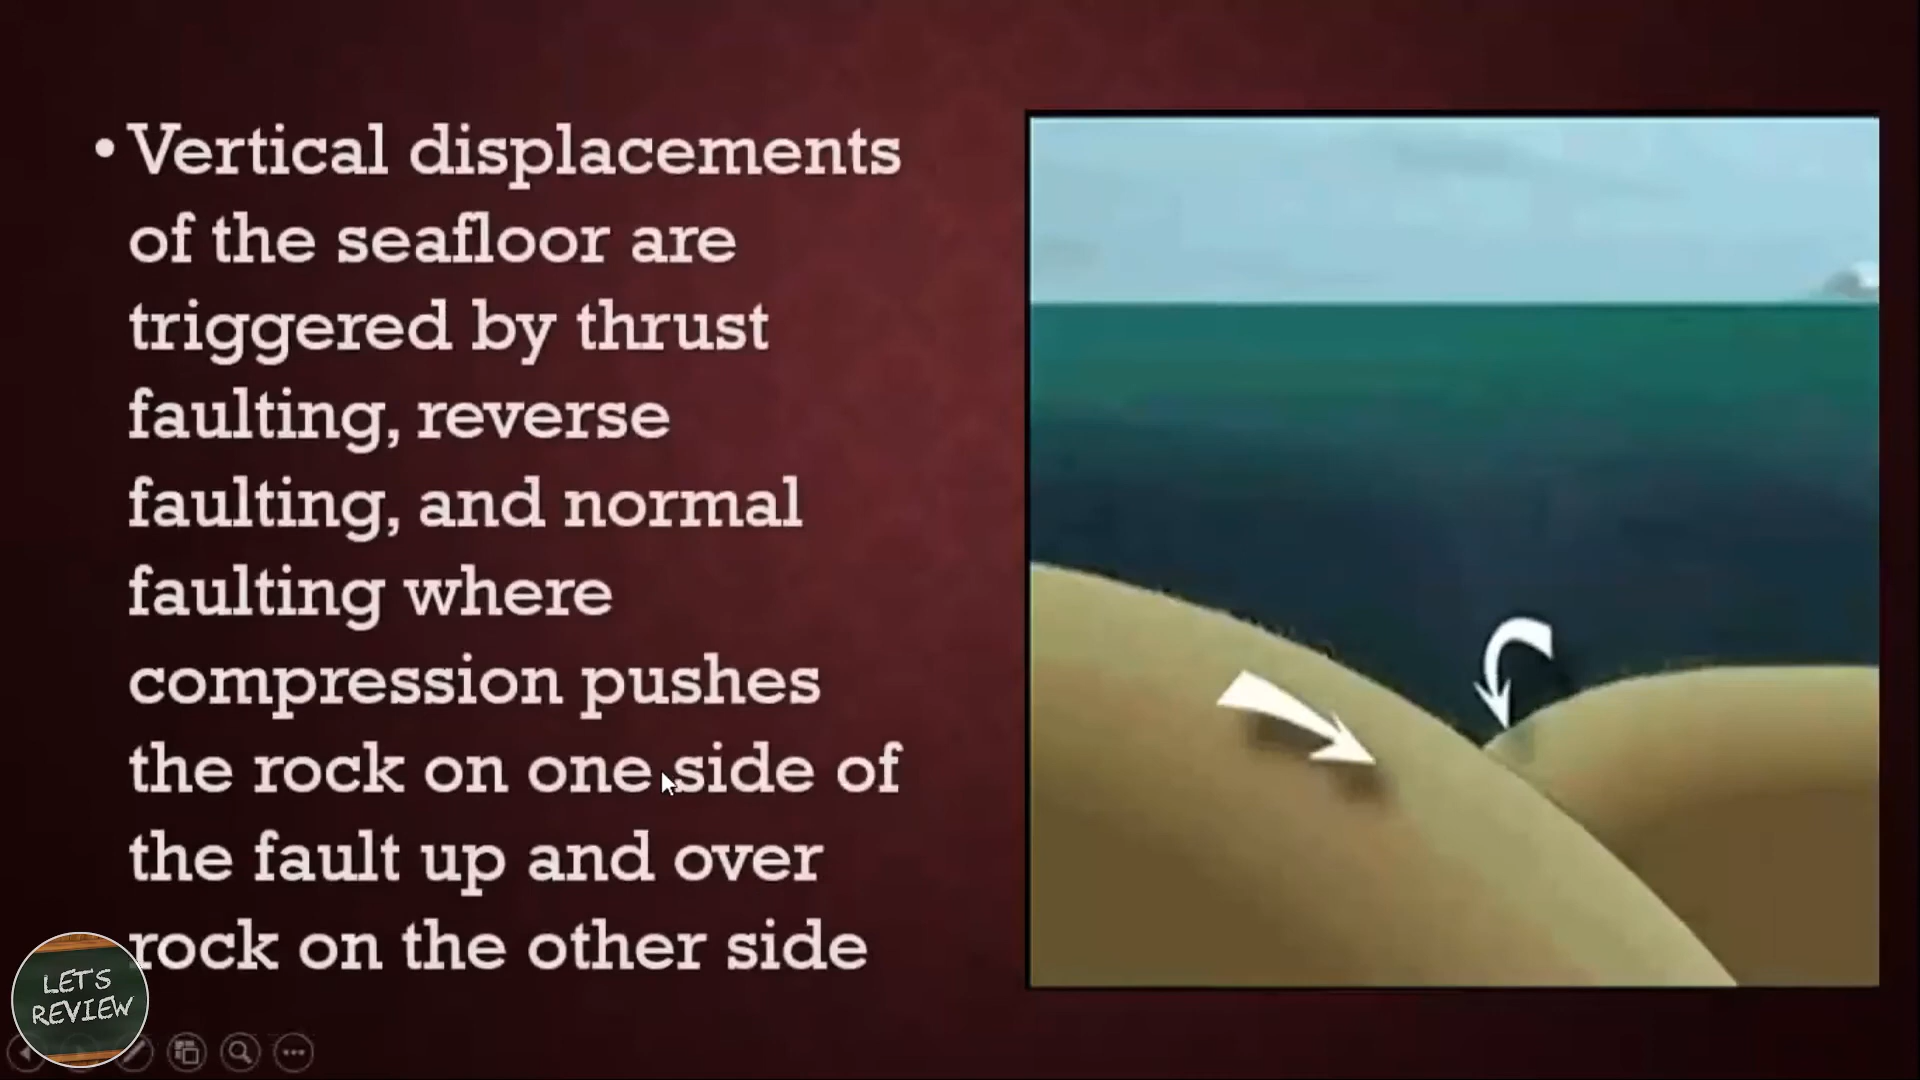 • Vertical displacements
of the seafloor are
triggered by thrust
faulting, reverse
faulting, and normal
faulting where
compression pushes
the rock on one side of
the fault up and over
rock on the other side
LET'S
REVIEW